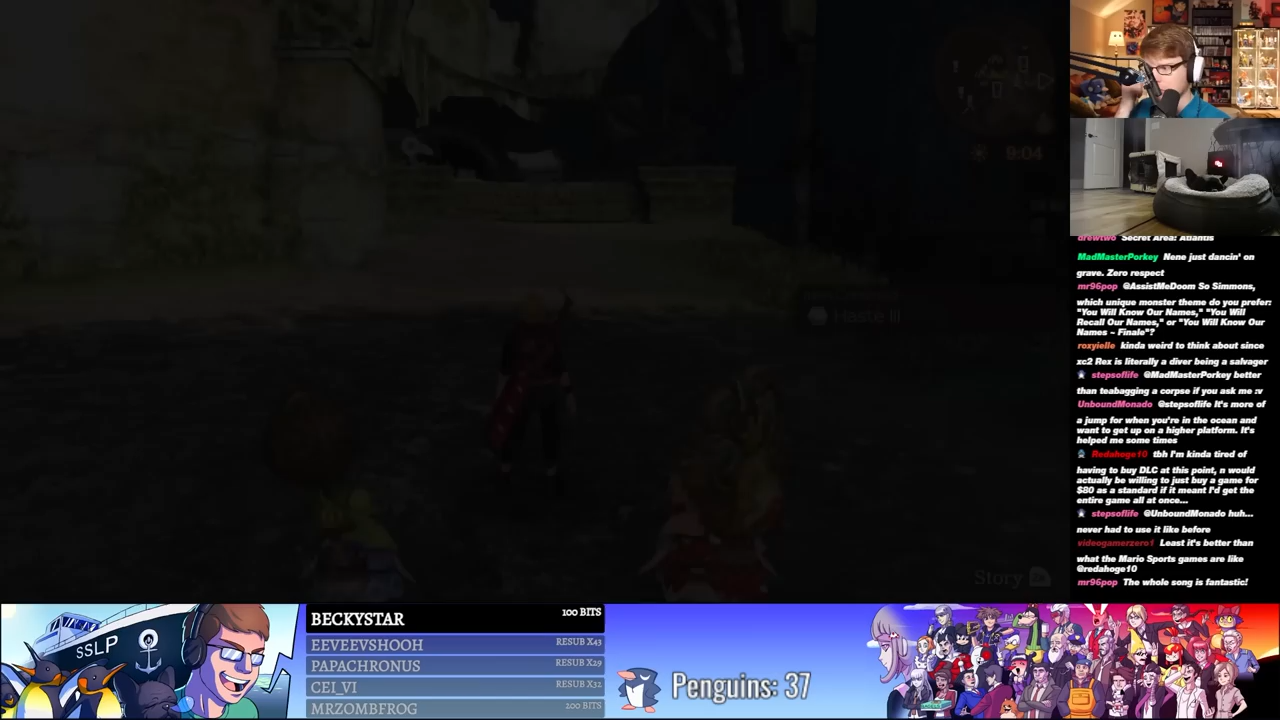 9:04
Haste III
Story
drewtwo Secret Area: Atlantis
MadMasterPorkey Nene just dancin' on
grave. Zero respect
mr96pop @AssistMeDoom So Simmons,
which unique monster theme do you prefer:
"You Will Know Our Names," "You Will
Recall Our Names," or "You Will Know Our
Names ~ Finale"?
roxyielle kinda weird to think about since
xc2 Rex is literally a diver being a salvager
stepsoflife @MadMasterPorkey better
than teabagging a corpse if you ask me :v
UnboundMonado @stepsoflife It's more of
a jump for when you're in the ocean and
want to get up on a higher platform. It's
helped me some times
Redahoge10 tbh I'm kinda tired of
having to buy DLC at this point, n would
actually be willing to just buy a game for
$80 as a standard if it meant I'd get the
entire game all at once...
stepsoflife @UnboundMonado huh...
never had to use it like before
videogamerzero1 Least it's better than
what the Mario Sports games are like
@redahoge10
mr96pop The whole song is fantastic!
SSLP
BECKYSTAR 100 BITS
EEVEEVSHOOH RESUB X43
PAPACHRONUS RESUB X29
CEI_VI RESUB X32
MRZOMBFROG 200 BITS
Penguins: 37